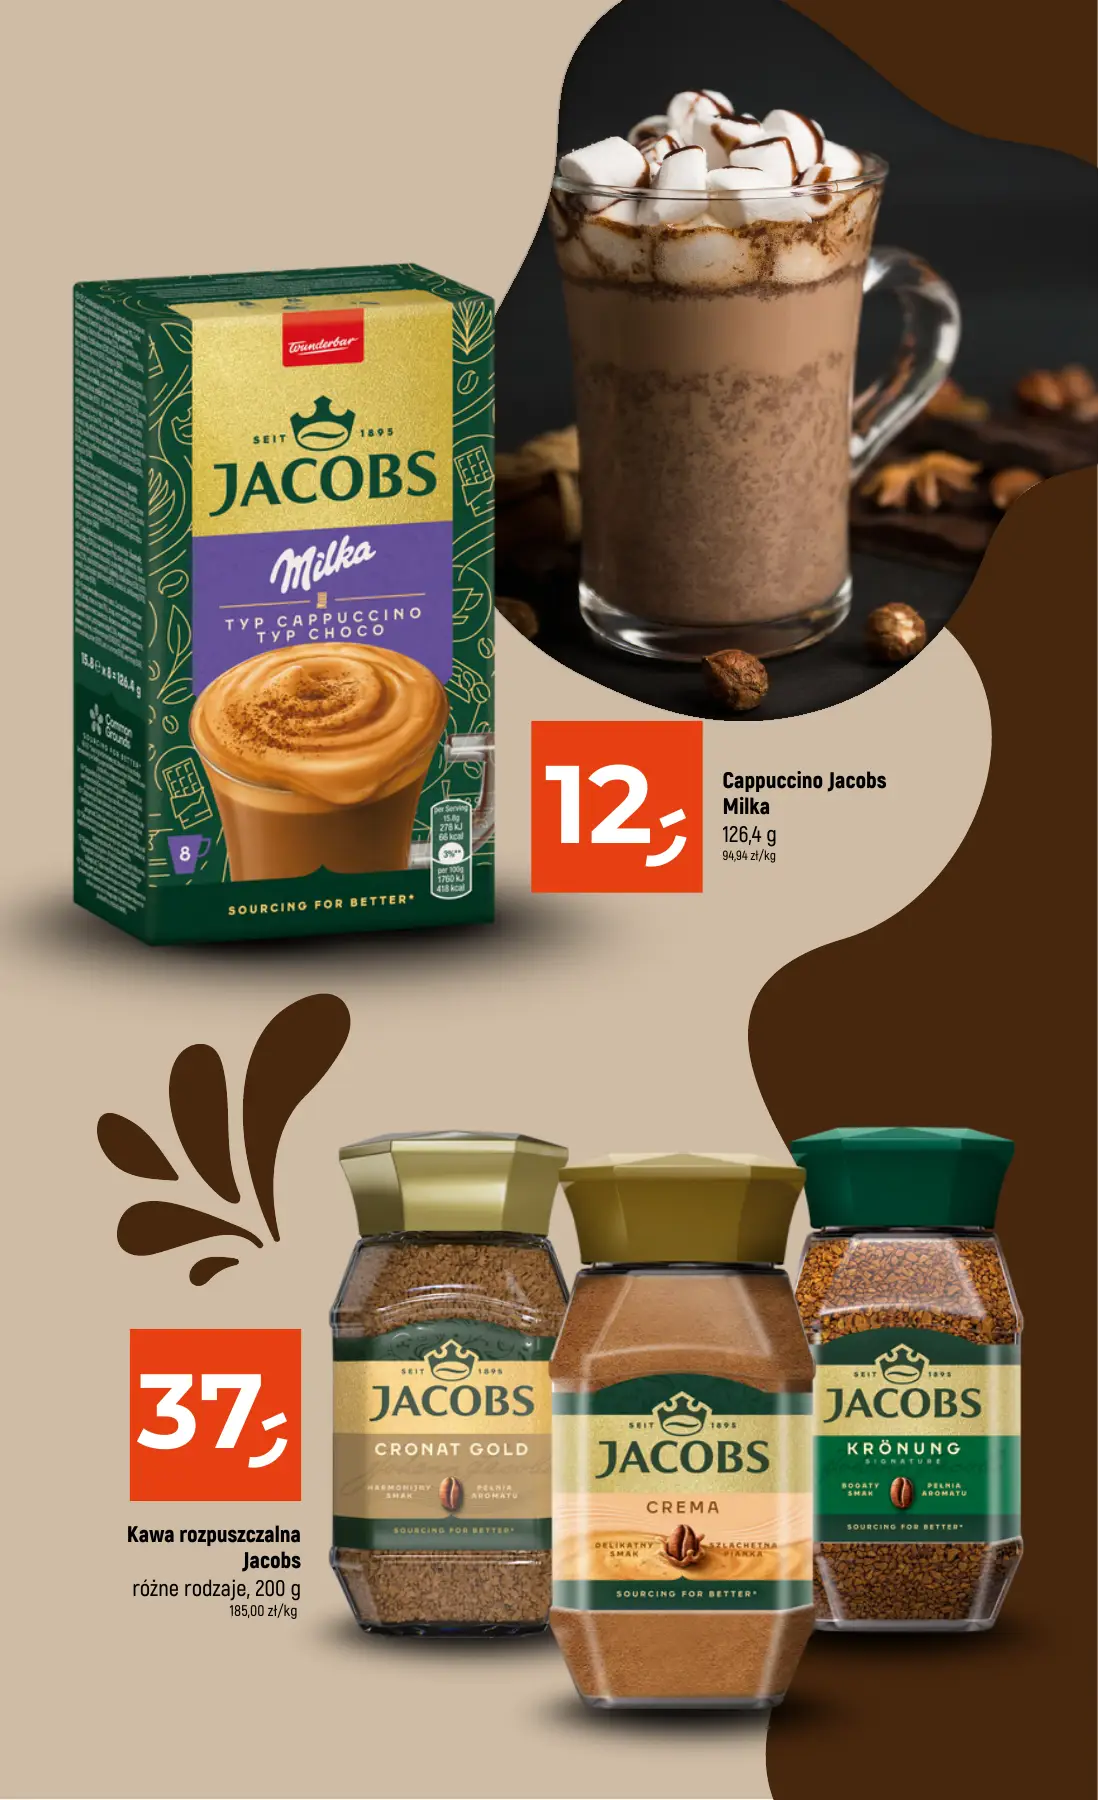 Wunderbar
SEIT 1895
JACOBS
Milka
TYP CAPPUCCINO
TYP CHOCO
15.8 g x 8 = 126.4 g
Common
Grounds
SOURCING FOR BETTER*
8
per Serving
15.8g
278 kJ
66 kcal
3%**
per 100g
1760 kJ
418 kcal
SOURCING FOR BETTER*
12,-
Cappuccino Jacobs
Milka
126,4 g
94,94 zł/kg
37,-
Kawa rozpuszczalna
Jacobs
różne rodzaje, 200 g
185,00 zł/kg
SEIT 1895
JACOBS
CRONAT GOLD
HARMONIJNY
SMAK
PEŁNIA
AROMATU
SOURCING FOR BETTER*
SEIT 1895
JACOBS
CREMA
DELIKATNY
SMAK
SZLACHETNA
PIANKA
SOURCING FOR BETTER*
SEIT 1895
JACOBS
KRÖNUNG
SIGNATURE
BOGATY
SMAK
PEŁNIA
AROMATU
SOURCING FOR BETTER*